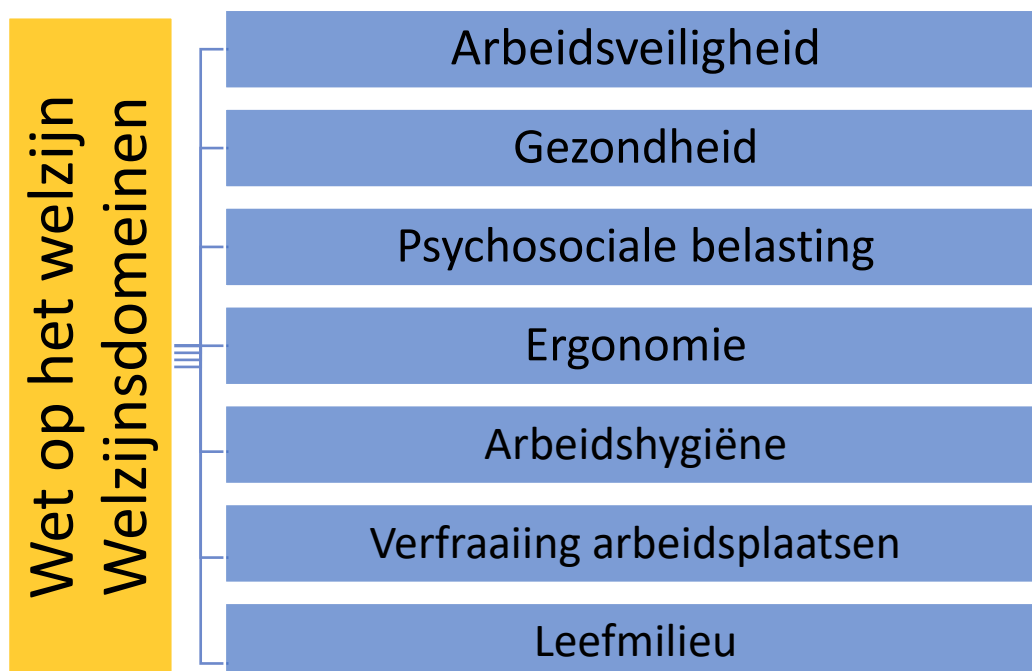 Wet op het welzijn
Welzijnsdomeinen
Arbeidsveiligheid
Gezondheid
Psychosociale belasting
Ergonomie
Arbeidshygiëne
Verfraaiing arbeidsplaatsen
Leefmilieu